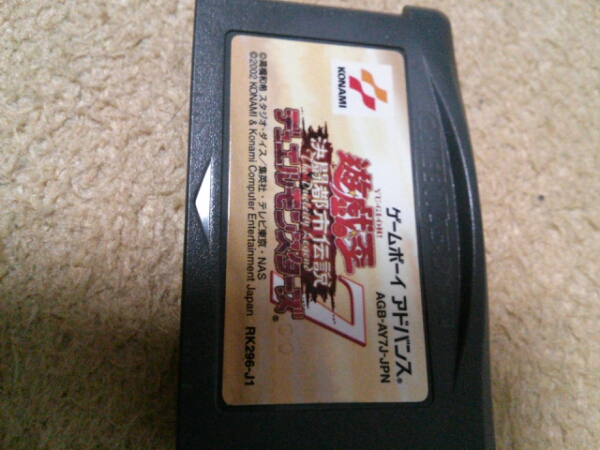 ゲームボーイ アドバンス®
AGB-AY7J-JPN
KONAMI
YU-GI-OH!
遊戯王7
決闘都市伝説
デュエルモンスターズ®
©高橋和希 スタジオ・ダイス／集英社・テレビ東京・NAS
©2002 KONAMI & Konami Computer Entertainment Japan RK296-J1